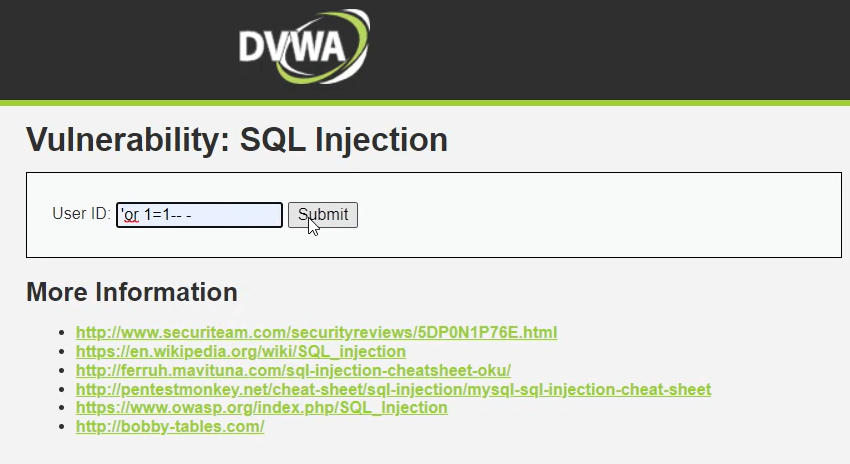 DVWA
Vulnerability: SQL Injection
User ID: 'or 1=1-- - Submit
More Information
http://www.securiteam.com/securityreviews/5DP0N1P76E.html
https://en.wikipedia.org/wiki/SQL_injection
http://ferruh.mavituna.com/sql-injection-cheatsheet-oku/
http://pentestmonkey.net/cheat-sheet/sql-injection/mysql-sql-injection-cheat-sheet
https://www.owasp.org/index.php/SQL_Injection
http://bobby-tables.com/